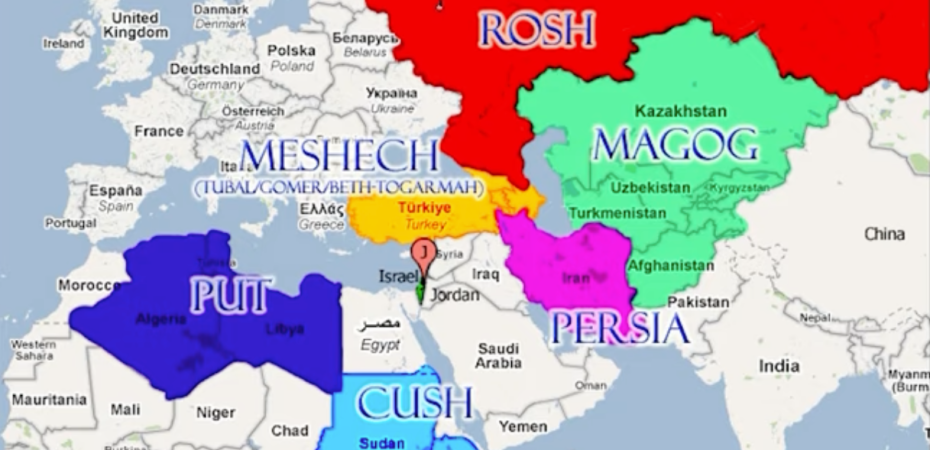 Danmark
Denmark
United
Kingdom
Ireland
ROSH
Polska
Poland
Беларусь
Belarus
Deutschland
Germany
Україна
Ukraine
Österreich
Austria
France
Kazakhstan
MAGOG
MESHECH
(TUBAL/GOMER/BETH-TOGARMAH)
España
Spain
Portugal
Ελλάς
Greece
Türkiye
Turkey
Uzbekistan
Kyrgyzstan
Turkmenistan
China
J
Syria
Israel
Iraq
Iran
Afghanistan
Morocco
PUT
Algeria
Libya
Jordan
Pakistan
PERSIA
Nepal
مصر
Egypt
Western
Sahara
Saudi
Arabia
India
Oman
Mauritania
Mali
Niger
Chad
CUSH
Sudan
Yemen